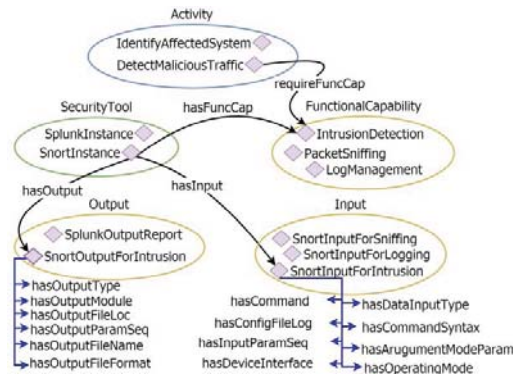 Activity
IdentifyAffectedSystem
DetectMaliciousTraffic
requireFuncCap
SecurityTool
hasFuncCap
FunctionalCapability
SplunkInstance
SnortInstance
IntrusionDetection
PacketSniffing
LogManagement
hasOutput
hasInput
Output
Input
SplunkOutputReport
SnortOutputForIntrusion
SnortInputForSniffing
SnortInputForLogging
SnortInputForIntrusion
hasOutputType
hasOutputModule
hasOutputFileLoc
hasOutputParamSeq
hasOutputFileName
hasOutputFileFormat
hasCommand
hasConfigFileLog
hasInputParamSeq
hasDeviceInterface
hasDataInputType
hasCommandSyntax
hasArugumentModeParam
hasOperatingMode